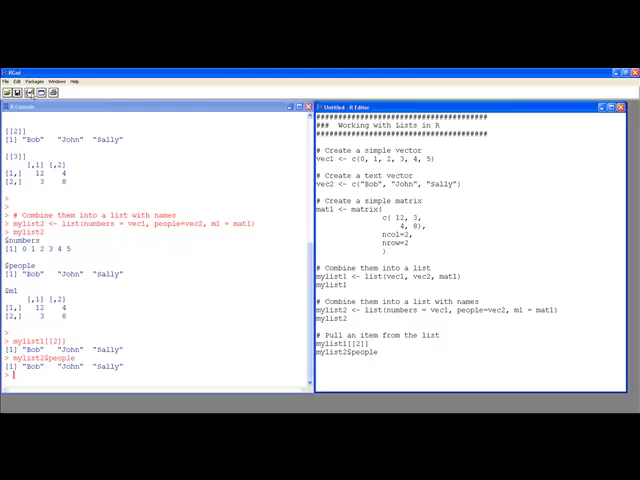 RGui
File Edit Packages Windows Help
R Console
[[2]]
[1] "Bob" "John" "Sally"
[[3]]
[,1] [,2]
[1,] 12 4
[2,] 3 8
>
>
> # Combine them into a list with names
> mylist2 <- list(numbers = vec1, people=vec2, m1 = mat1)
> mylist2
$numbers
[1] 0 1 2 3 4 5
$people
[1] "Bob" "John" "Sally"
$m1
[,1] [,2]
[1,] 12 4
[2,] 3 8
>
> mylist1[[2]]
[1] "Bob" "John" "Sally"
> mylist2$people
[1] "Bob" "John" "Sally"
>
Untitled - R Editor
########################################
### Working with Lists in R
########################################
# Create a simple vector
vec1 <- c(0, 1, 2, 3, 4, 5)
# Create a text vector
vec2 <- c("Bob", "John", "Sally")
# Create a simple matrix
mat1 <- matrix(
c( 12, 3,
4, 8),
ncol=2,
nrow=2
)
# Combine them into a list
mylist1 <- list(vec1, vec2, mat1)
mylist1
# Combine them into a list with names
mylist2 <- list(numbers = vec1, people=vec2, m1 = mat1)
mylist2
# Pull an item from the list
mylist1[[2]]
mylist2$people